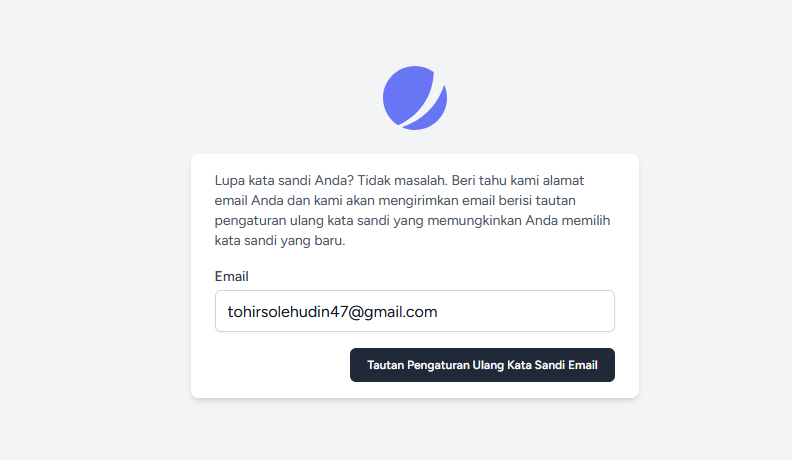 Lupa kata sandi Anda? Tidak masalah. Beri tahu kami alamat
email Anda dan kami akan mengirimkan email berisi tautan
pengaturan ulang kata sandi yang memungkinkan Anda memilih
kata sandi yang baru.
Email
tohirsolehudin47@gmail.com
Tautan Pengaturan Ulang Kata Sandi Email